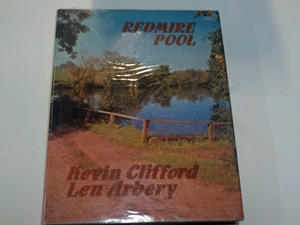 REDMIRE
POOL
Kevin Clifford
Len Arbery